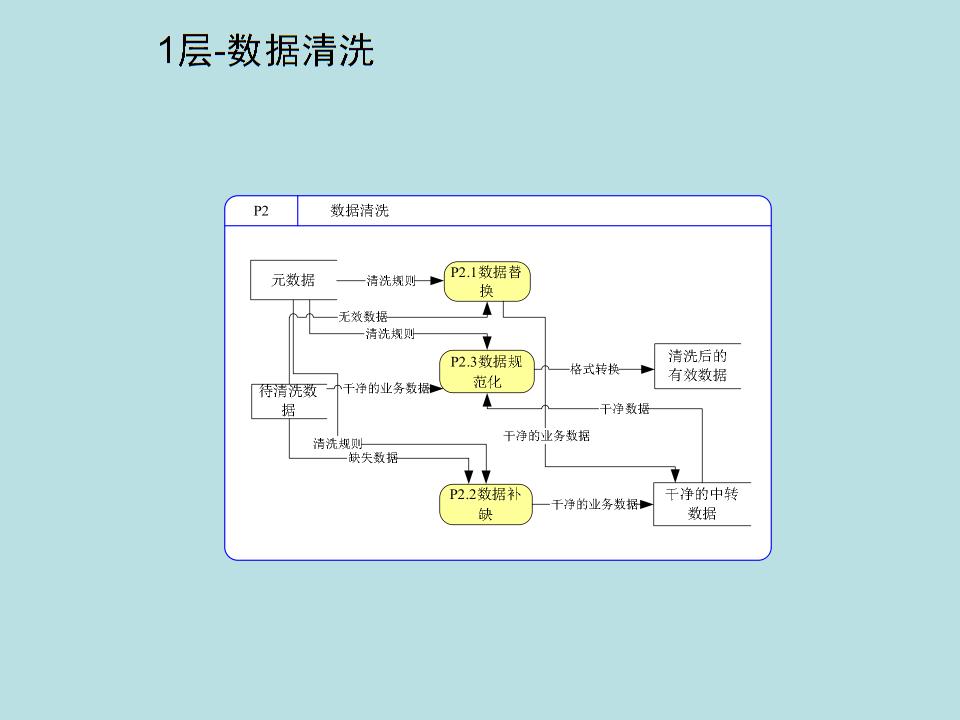 1层-数据清洗
P2
数据清洗
元数据
清洗规则
P2.1数据替
换
无效数据
清洗规则
P2.3数据规
范化
格式转换
清洗后的
有效数据
待清洗数
据
干净的业务数据
干净数据
干净的业务数据
清洗规则
缺失数据
P2.2数据补
缺
干净的业务数据
干净的中转
数据